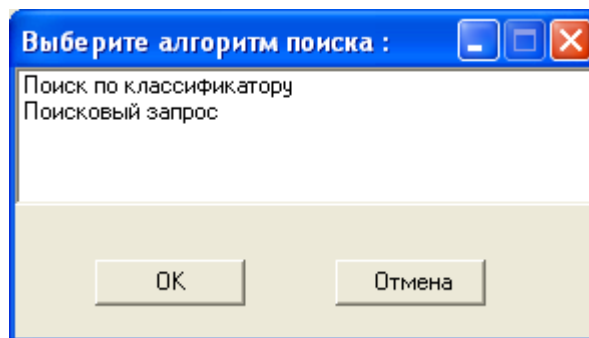 Выберите алгоритм поиска :
Поиск по классификатору
Поисковый запрос
OK
Отмена